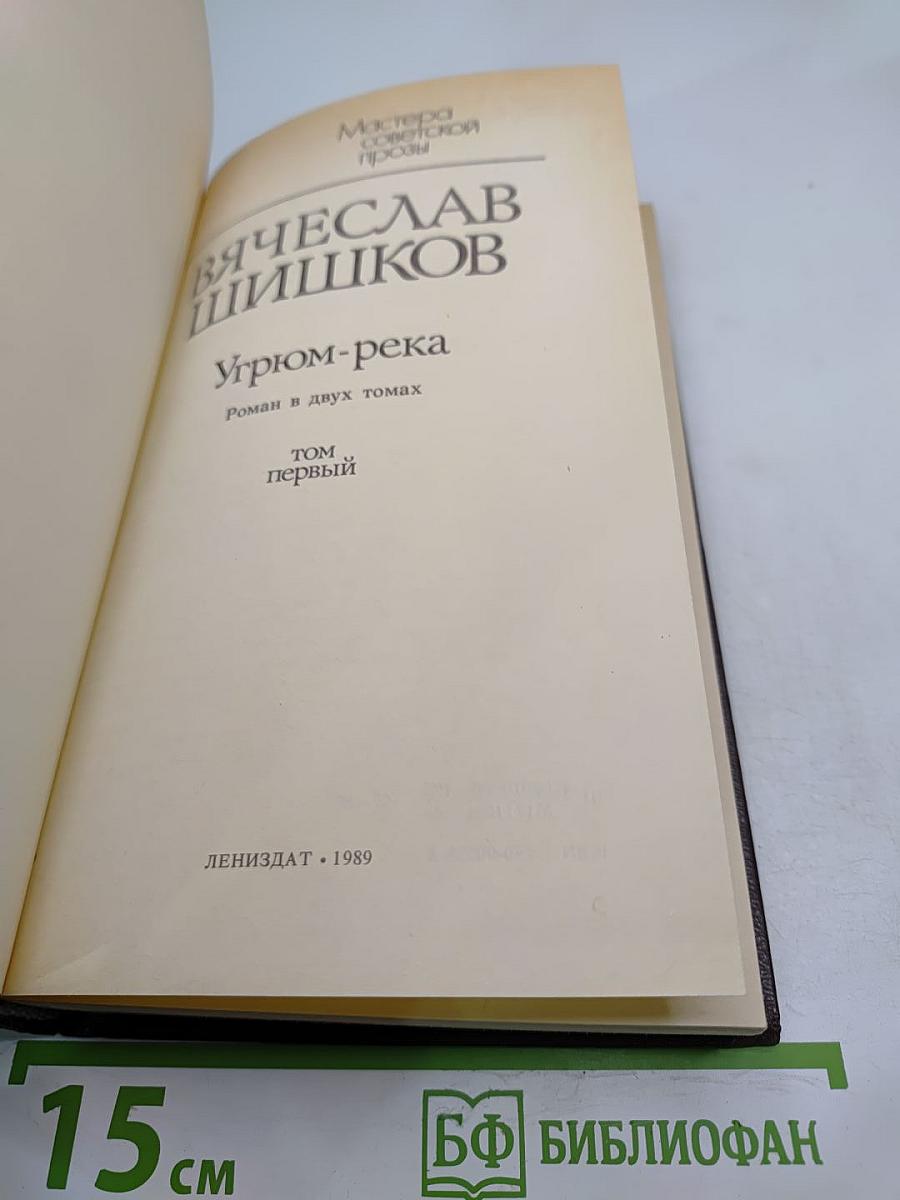 Мастера
советской
прозы
ВЯЧЕСЛАВ
ШИШКОВ
Угрюм-река
Роман в двух томах
том
первый
ЛЕНИЗДАТ • 1989
15 см
БФ БИБЛИОФАН